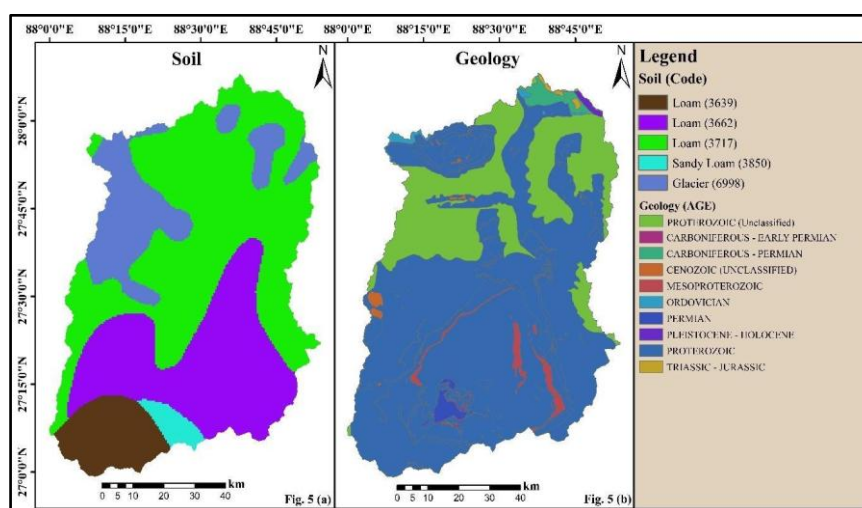 88°0'0"E 88°15'0"E 88°30'0"E 88°45'0"E
88°15'0"E 88°30'0"E 88°45'0"E
Soil
N
28°0'0"N
27°45'0"N
27°30'0"N
27°15'0"N
27°0'0"N
0 5 10 20 30 40 km
Fig. 5 (a)
Geology
N
0 5 10 20 30 40 km
Fig. 5 (b)
Legend
Soil (Code)
Loam (3639)
Loam (3662)
Loam (3717)
Sandy Loam (3850)
Glacier (6998)
Geology (AGE)
PROTEROZOIC (Unclassified)
CARBONIFEROUS - EARLY PERMIAN
CARBONIFEROUS - PERMIAN
CENOZOIC (UNCLASSIFIED)
MESOPROTEROZOIC
ORDOVICIAN
PERMIAN
PLEISTOCENE - HOLOCENE
PROTEROZOIC
TRIASSIC - JURASSIC